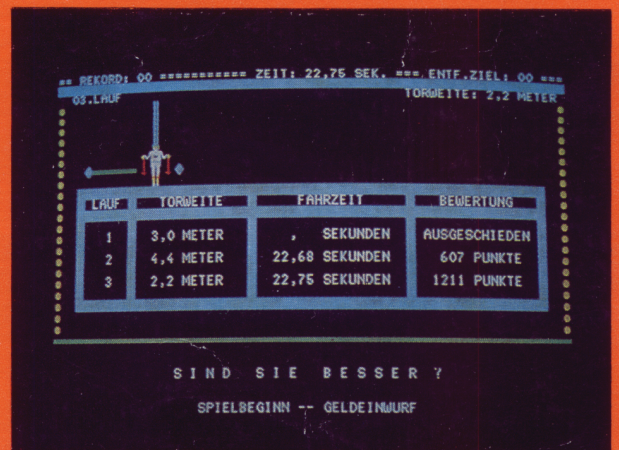 == REKORD: 00 =========== ZEIT: 22,75 SEK. === ENTF.ZIEL: 00 ===
03.LAUF TORWEITE: 2,2 METER
LAUF TORWEITE FAHRZEIT BEWERTUNG
1 3,0 METER , SEKUNDEN AUSGESCHIEDEN
2 4,4 METER 22,68 SEKUNDEN 607 PUNKTE
3 2,2 METER 22,75 SEKUNDEN 1211 PUNKTE
SIND SIE BESSER ?
SPIELBEGINN -- GELDEINWURF